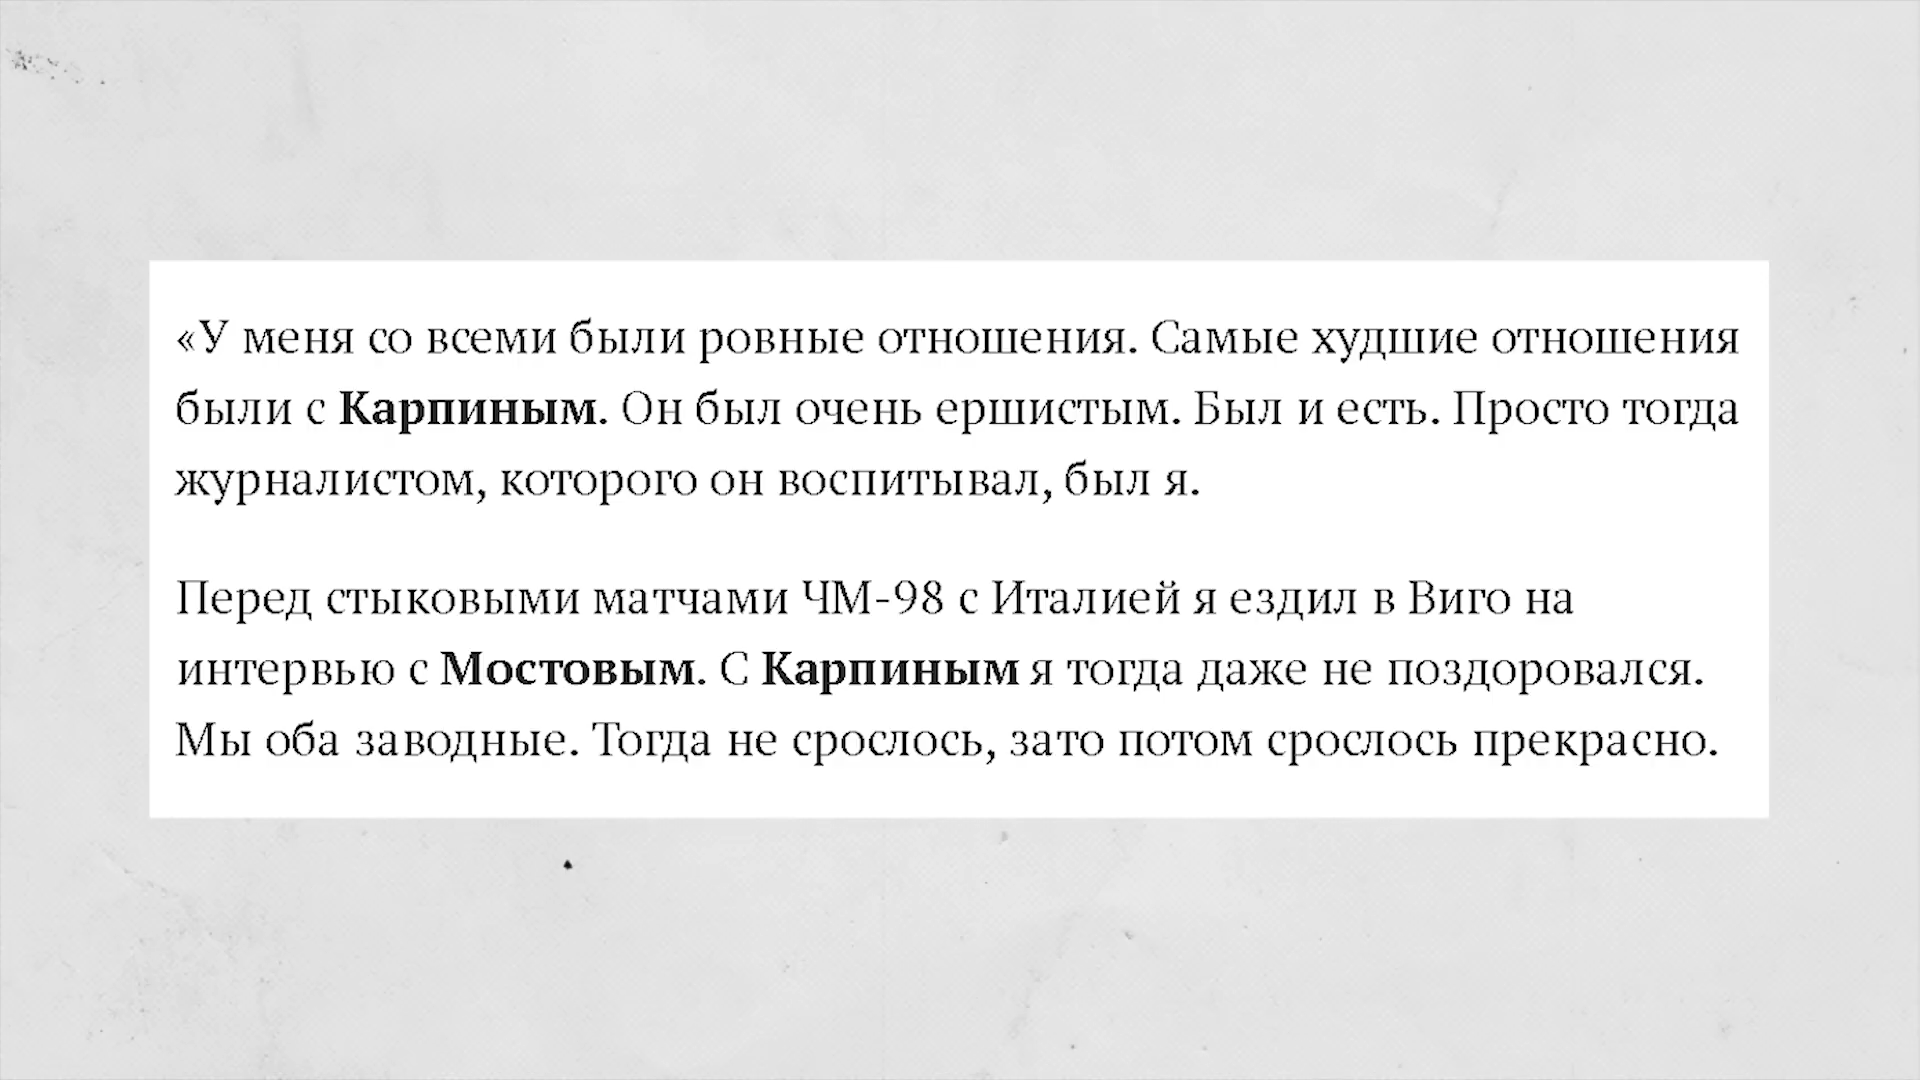 «У меня со всеми были ровные отношения. Самые худшие отношения
были с Карпиным. Он был очень ершистым. Был и есть. Просто тогда
журналистом, которого он воспитывал, был я.
Перед стыковыми матчами ЧМ-98 с Италией я ездил в Виго на
интервью с Мостовым. С Карпиным я тогда даже не поздоровался.
Мы оба заводные. Тогда не срослось, зато потом срослось прекрасно.